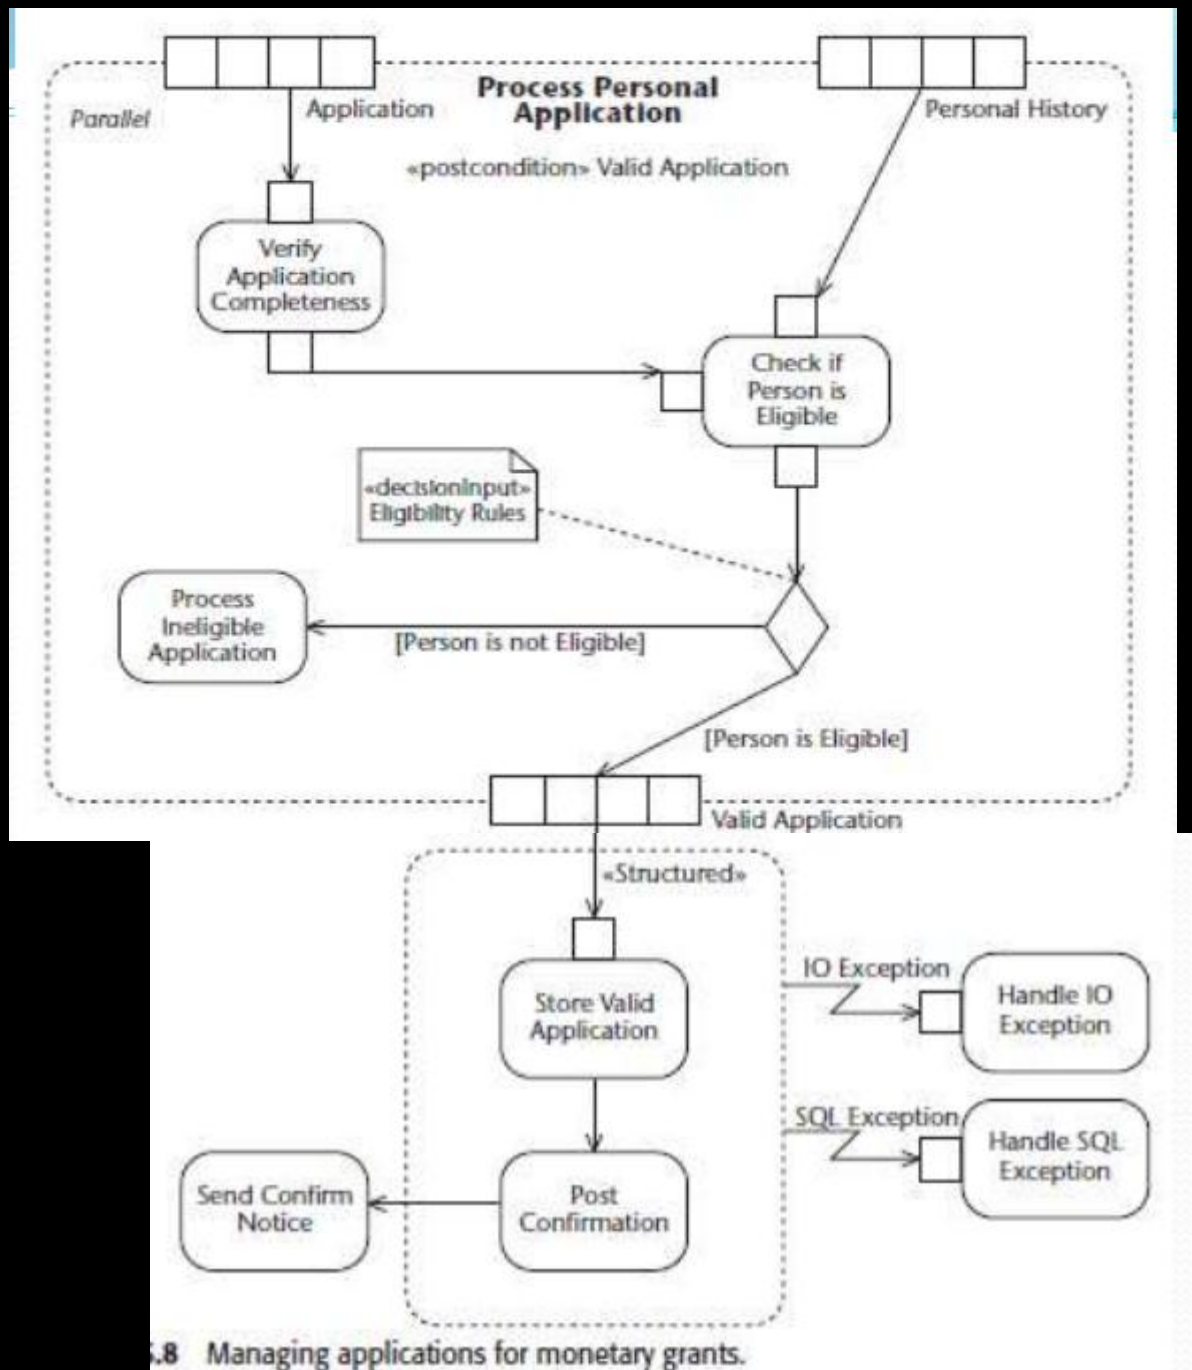 Process Personal
Application
Parallel
Application
Personal History
«postcondition» Valid Application
Verify
Application
Completeness
Check if
Person is
Eligible
«decisionInput»
Eligibility Rules
Process
Ineligible
Application
[Person is not Eligible]
[Person is Eligible]
Valid Application
«Structured»
Store Valid
Application
IO Exception
Handle IO
Exception
SQL Exception
Handle SQL
Exception
Send Confirm
Notice
Post
Confirmation
.8 Managing applications for monetary grants.